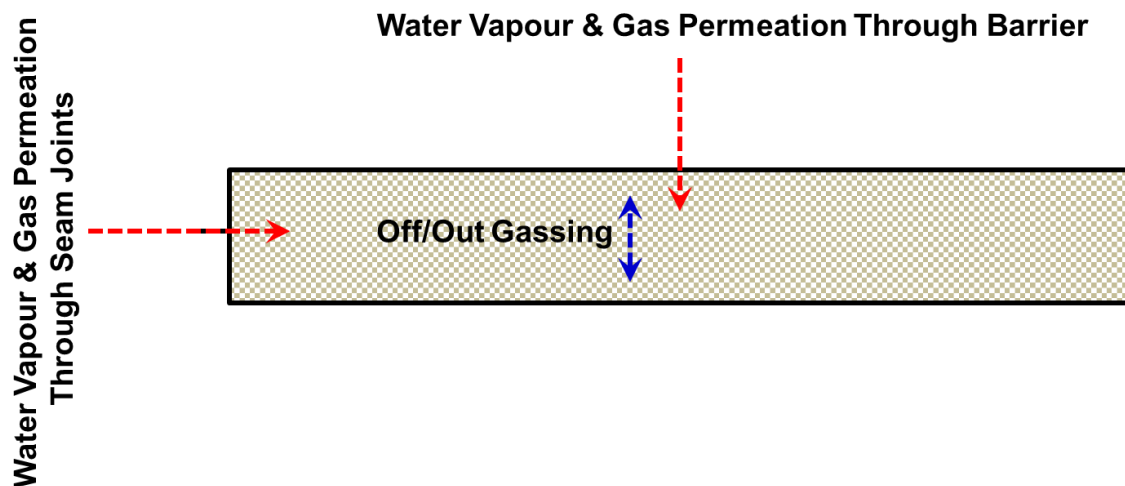 Water Vapour & Gas Permeation Through Barrier
Water Vapour & Gas Permeation
Through Seam Joints
Off/Out Gassing